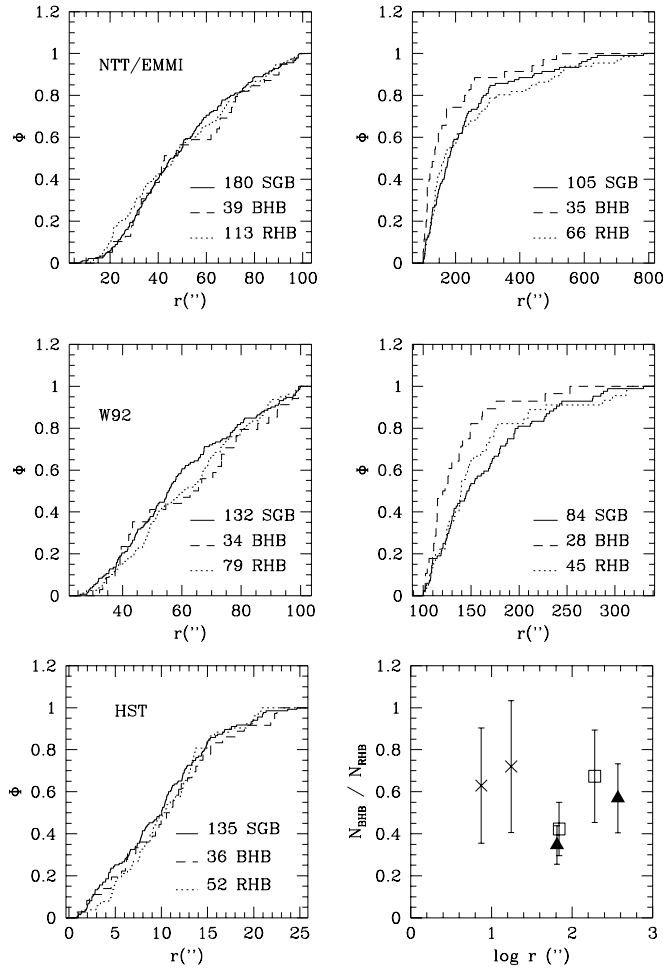 1.2
1
0.8
0.6
0.4
0.2
0
Φ
NTT/EMMI
180 SGB
39 BHB
113 RHB
20 40 60 80 100
r('')
1.2
1
0.8
0.6
0.4
0.2
0
Φ
105 SGB
35 BHB
66 RHB
200 400 600 800
r('')
1.2
1
0.8
0.6
0.4
0.2
0
Φ
W92
132 SGB
34 BHB
79 RHB
40 60 80 100
r('')
1.2
1
0.8
0.6
0.4
0.2
0
Φ
84 SGB
28 BHB
45 RHB
100 150 200 250 300
r('')
1.2
1
0.8
0.6
0.4
0.2
0
Φ
HST
135 SGB
36 BHB
52 RHB
0 5 10 15 20 25
r('')
1.2
1
0.8
0.6
0.4
0.2
0
N_BHB / N_RHB
0 1 2 3
log r ('')